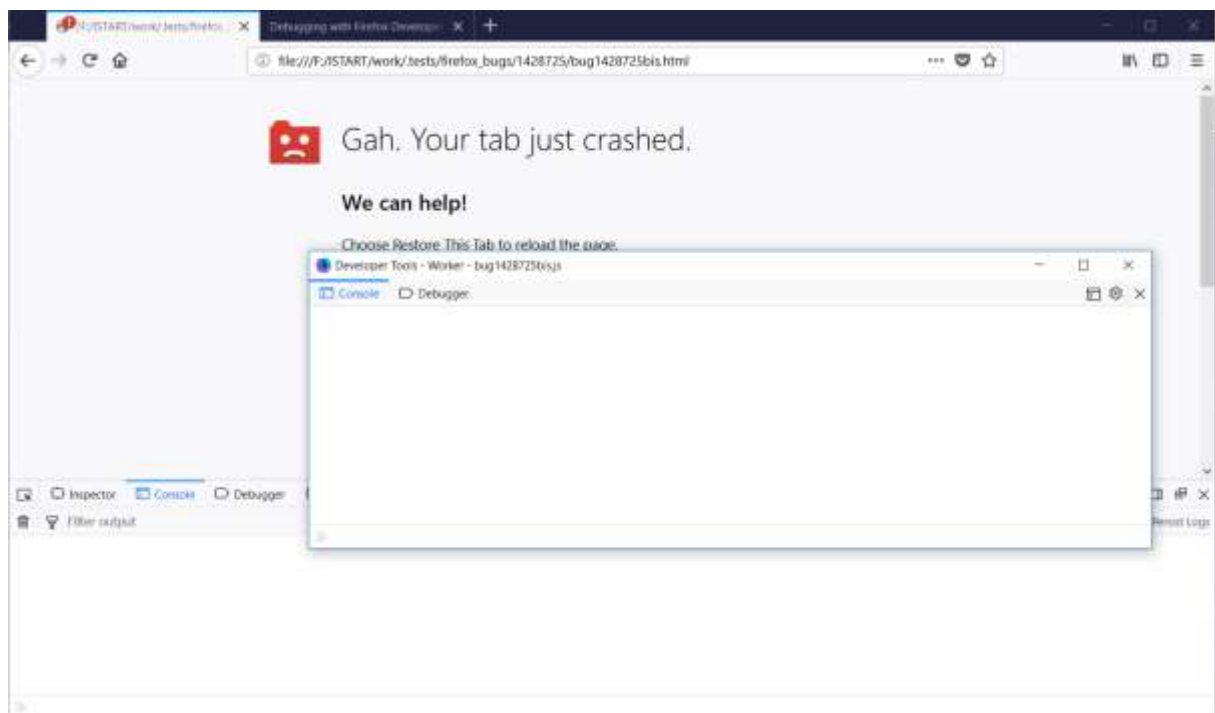 Debugging with Firefox Develope
file:///F:/ISTART/work/.tests/firefox_bugs/1428725/bug1428725bis.html
Gah. Your tab just crashed.
We can help!
Choose Restore This Tab to reload the page.
Developer Tools - Worker - bug1428725bis.js
Console Debugger
Inspector Console Debugger
Filter output
Persist Logs